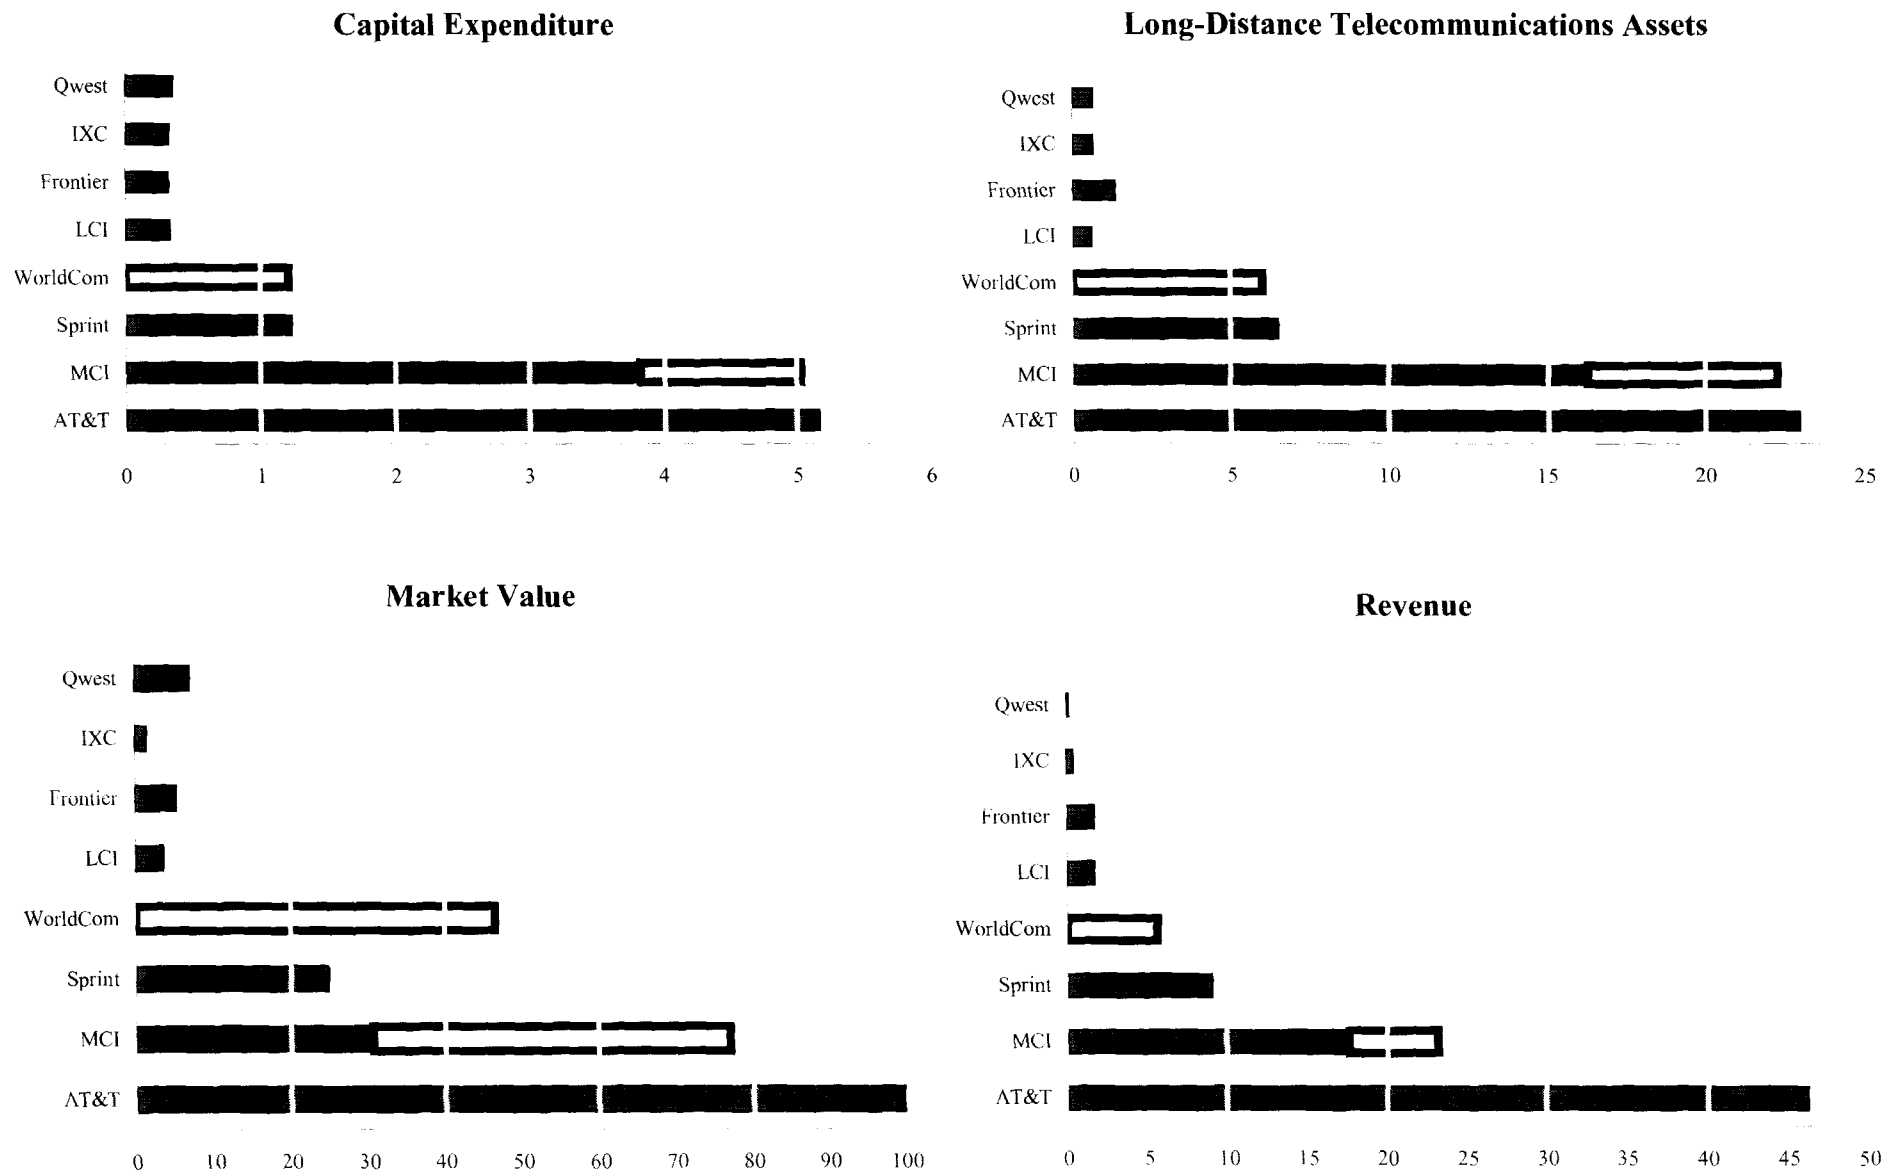 Capital Expenditure
Qwest
IXC
Frontier
LCI
WorldCom
Sprint
MCI
AT&T
0 1 2 3 4 5 6
Long-Distance Telecommunications Assets
Qwest
IXC
Frontier
LCI
WorldCom
Sprint
MCI
AT&T
0 5 10 15 20 25
Market Value
Qwest
IXC
Frontier
LCI
WorldCom
Sprint
MCI
AT&T
0 10 20 30 40 50 60 70 80 90 100
Revenue
Qwest
IXC
Frontier
LCI
WorldCom
Sprint
MCI
AT&T
0 5 10 15 20 25 30 35 40 45 50